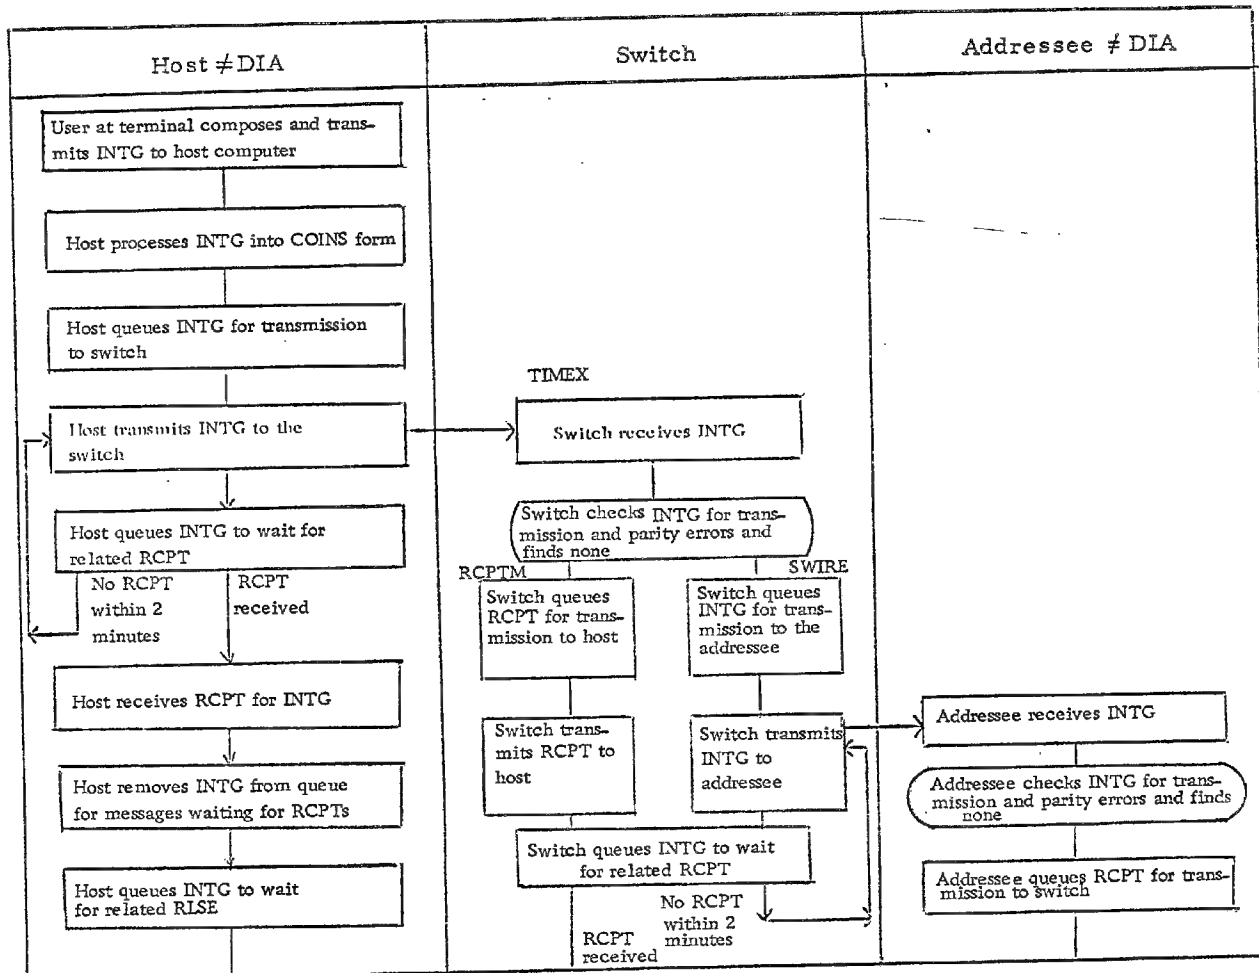 Host ≠ DIA
Switch
Addressee ≠ DIA
User at terminal composes and trans-
mits INTG to host computer
Host processes INTG into COINS form
Host queues INTG for transmission
to switch
Host transmits INTG to the
switch
Host queues INTG to wait for
related RCPT
No RCPT
within 2
minutes
RCPT
received
Host receives RCPT for INTG
Host removes INTG from queue
for messages waiting for RCPTs
Host queues INTG to wait
for related RLSE
TIMEX
Switch receives INTG
Switch checks INTG for trans-
mission and parity errors and
finds none
RCPTM
Switch queues
RCPT for trans-
mission to host
Switch trans-
mits RCPT to
host
SWIRE
Switch queues
INTG for trans-
mission to the
addressee
Switch transmits
INTG to
addressee
Switch queues INTG to wait
for related RCPT
RCPT
received
No RCPT
within 2
minutes
Addressee receives INTG
Addressee checks INTG for trans-
mission and parity errors and finds
none
Addressee queues RCPT for trans-
mission to switch